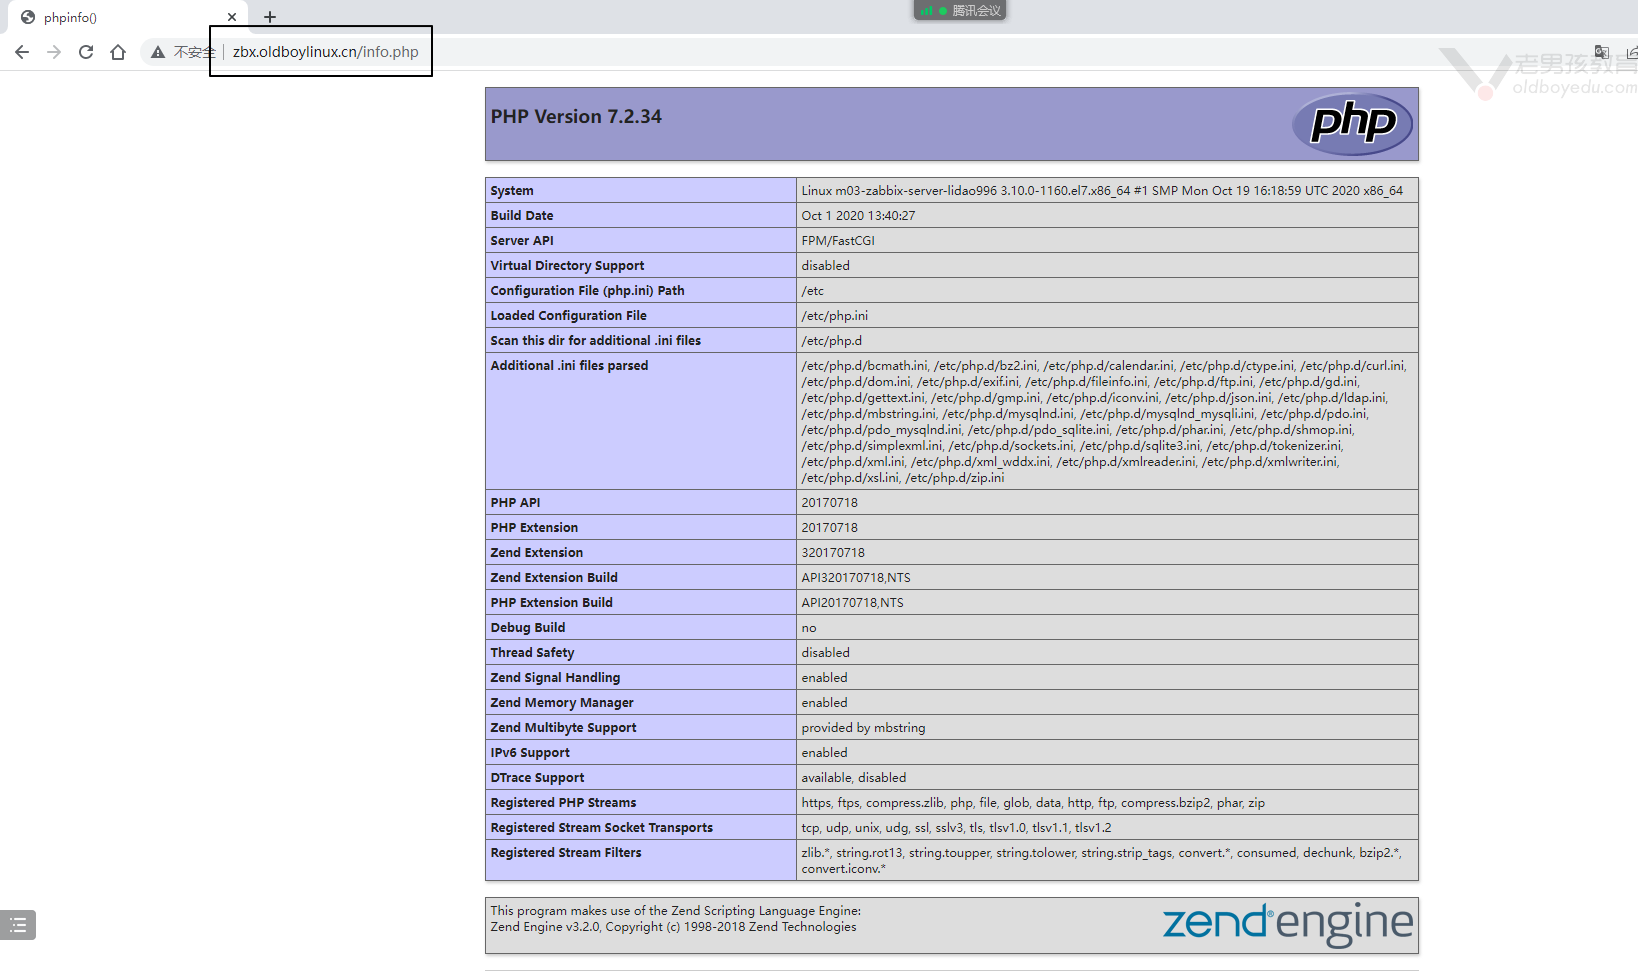 phpinfo()
腾讯会议
不安全
zbx.oldboylinux.cn/info.php
老男孩教育
oldboyedu.com
PHP Version 7.2.34
php
System Linux m03-zabbix-server-lidao996 3.10.0-1160.el7.x86_64 #1 SMP Mon Oct 19 16:18:59 UTC 2020 x86_64
Build Date Oct 1 2020 13:40:27
Server API FPM/FastCGI
Virtual Directory Support disabled
Configuration File (php.ini) Path /etc
Loaded Configuration File /etc/php.ini
Scan this dir for additional .ini files /etc/php.d
Additional .ini files parsed /etc/php.d/bcmath.ini, /etc/php.d/bz2.ini, /etc/php.d/calendar.ini, /etc/php.d/ctype.ini, /etc/php.d/curl.ini,
/etc/php.d/dom.ini, /etc/php.d/exif.ini, /etc/php.d/fileinfo.ini, /etc/php.d/ftp.ini, /etc/php.d/gd.ini,
/etc/php.d/gettext.ini, /etc/php.d/gmp.ini, /etc/php.d/iconv.ini, /etc/php.d/json.ini, /etc/php.d/ldap.ini,
/etc/php.d/mbstring.ini, /etc/php.d/mysqlnd.ini, /etc/php.d/mysqlnd_mysqli.ini, /etc/php.d/pdo.ini,
/etc/php.d/pdo_mysqlnd.ini, /etc/php.d/pdo_sqlite.ini, /etc/php.d/phar.ini, /etc/php.d/shmop.ini,
/etc/php.d/simplexml.ini, /etc/php.d/sockets.ini, /etc/php.d/sqlite3.ini, /etc/php.d/tokenizer.ini,
/etc/php.d/xml.ini, /etc/php.d/xml_wddx.ini, /etc/php.d/xmlreader.ini, /etc/php.d/xmlwriter.ini,
/etc/php.d/xsl.ini, /etc/php.d/zip.ini
PHP API 20170718
PHP Extension 20170718
Zend Extension 320170718
Zend Extension Build API320170718,NTS
PHP Extension Build API20170718,NTS
Debug Build no
Thread Safety disabled
Zend Signal Handling enabled
Zend Memory Manager enabled
Zend Multibyte Support provided by mbstring
IPv6 Support enabled
DTrace Support available, disabled
Registered PHP Streams https, ftps, compress.zlib, php, file, glob, data, http, ftp, compress.bzip2, phar, zip
Registered Stream Socket Transports tcp, udp, unix, udg, ssl, sslv3, tls, tlsv1.0, tlsv1.1, tlsv1.2
Registered Stream Filters zlib.*, string.rot13, string.toupper, string.tolower, string.strip_tags, convert.*, consumed, dechunk, bzip2.*,
convert.iconv.*
This program makes use of the Zend Scripting Language Engine:
Zend Engine v3.2.0, Copyright (c) 1998-2018 Zend Technologies
zend® engine